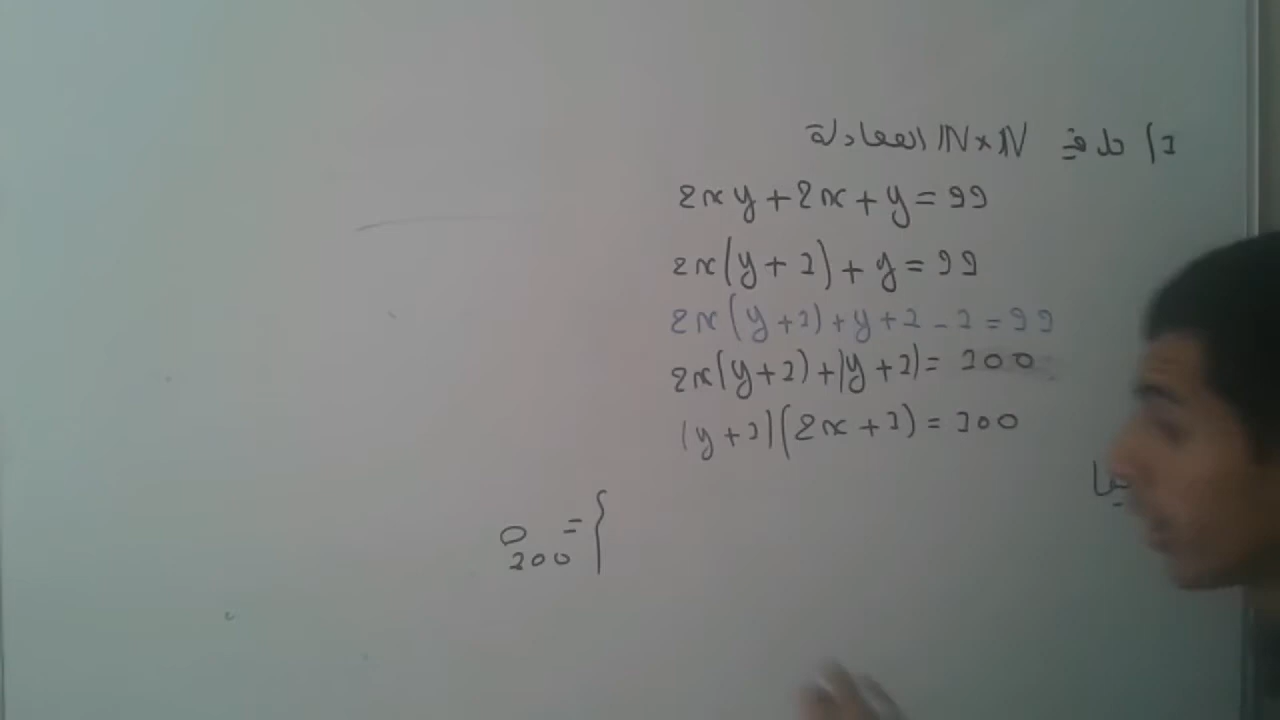 1) حل في IN×IN المعادلة
2xy + 2x + y = 99
2x(y + 1) + y = 99
2x(y + 1) + y + 1 - 1 = 99
2x(y + 1) + (y + 1) = 100
(y + 1)(2x + 1) = 100
D₁₀₀ = {